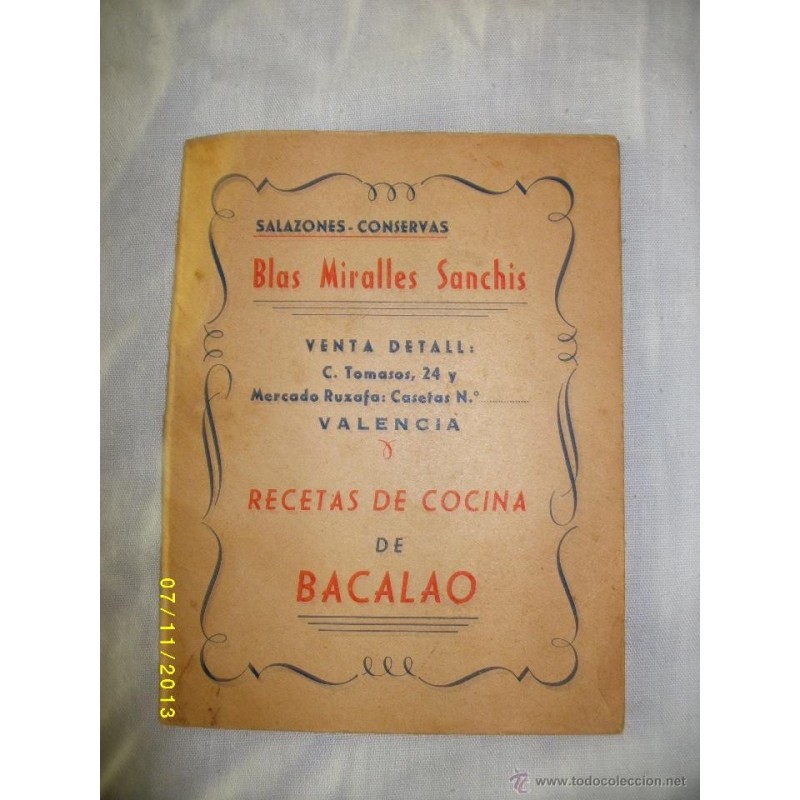 SALAZONES - CONSERVAS
Blas Miralles Sanchis
VENTA DETALL:
C. Tomasos, 24 y
Mercado Ruzafa: Casetas N.º ............
VALENCIA
RECETAS DE COCINA
DE
BACALAO
07/11/2013
www.todocoleccion.net